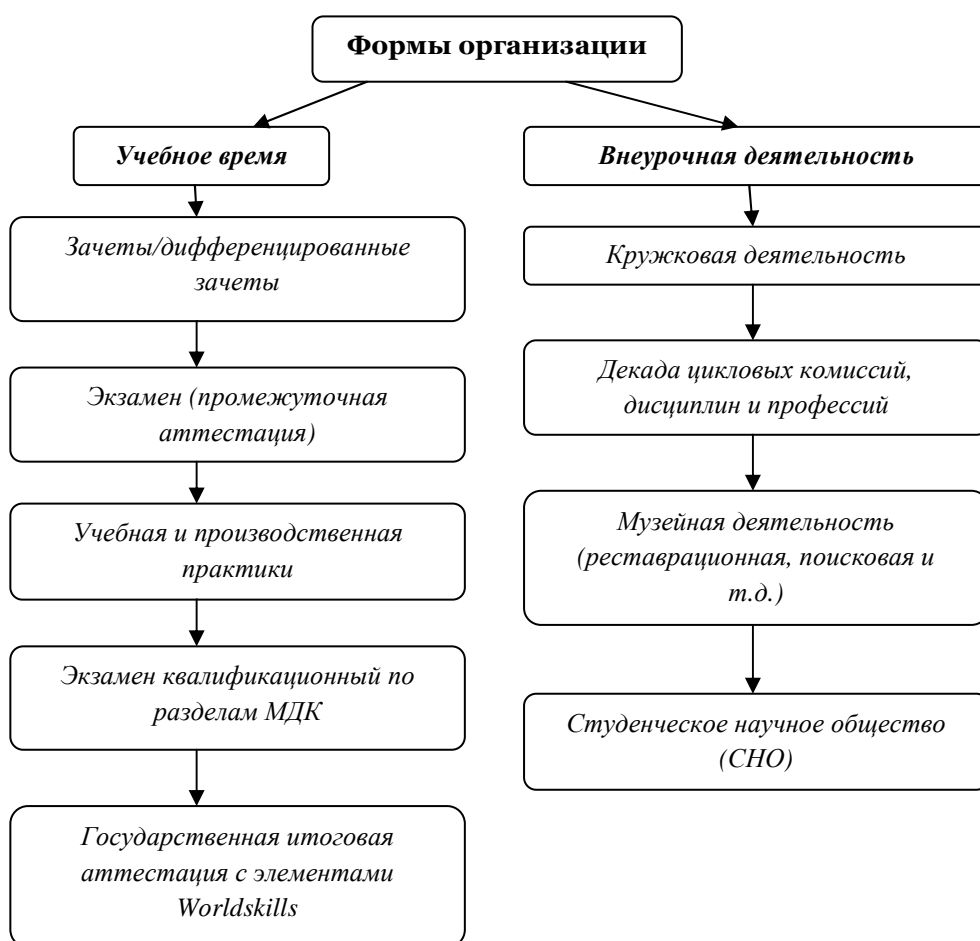 Формы организации
Учебное время
Зачеты/дифференцированные
зачеты
Экзамен (промежуточная
аттестация)
Учебная и производственная
практики
Экзамен квалификационный по
разделам МДК
Государственная итоговая
аттестация с элементами
Worldskills
Внеурочная деятельность
Кружковая деятельность
Декада цикловых комиссий,
дисциплин и профессий
Музейная деятельность
(реставрационная, поисковая и
т.д.)
Студенческое научное общество
(СНО)